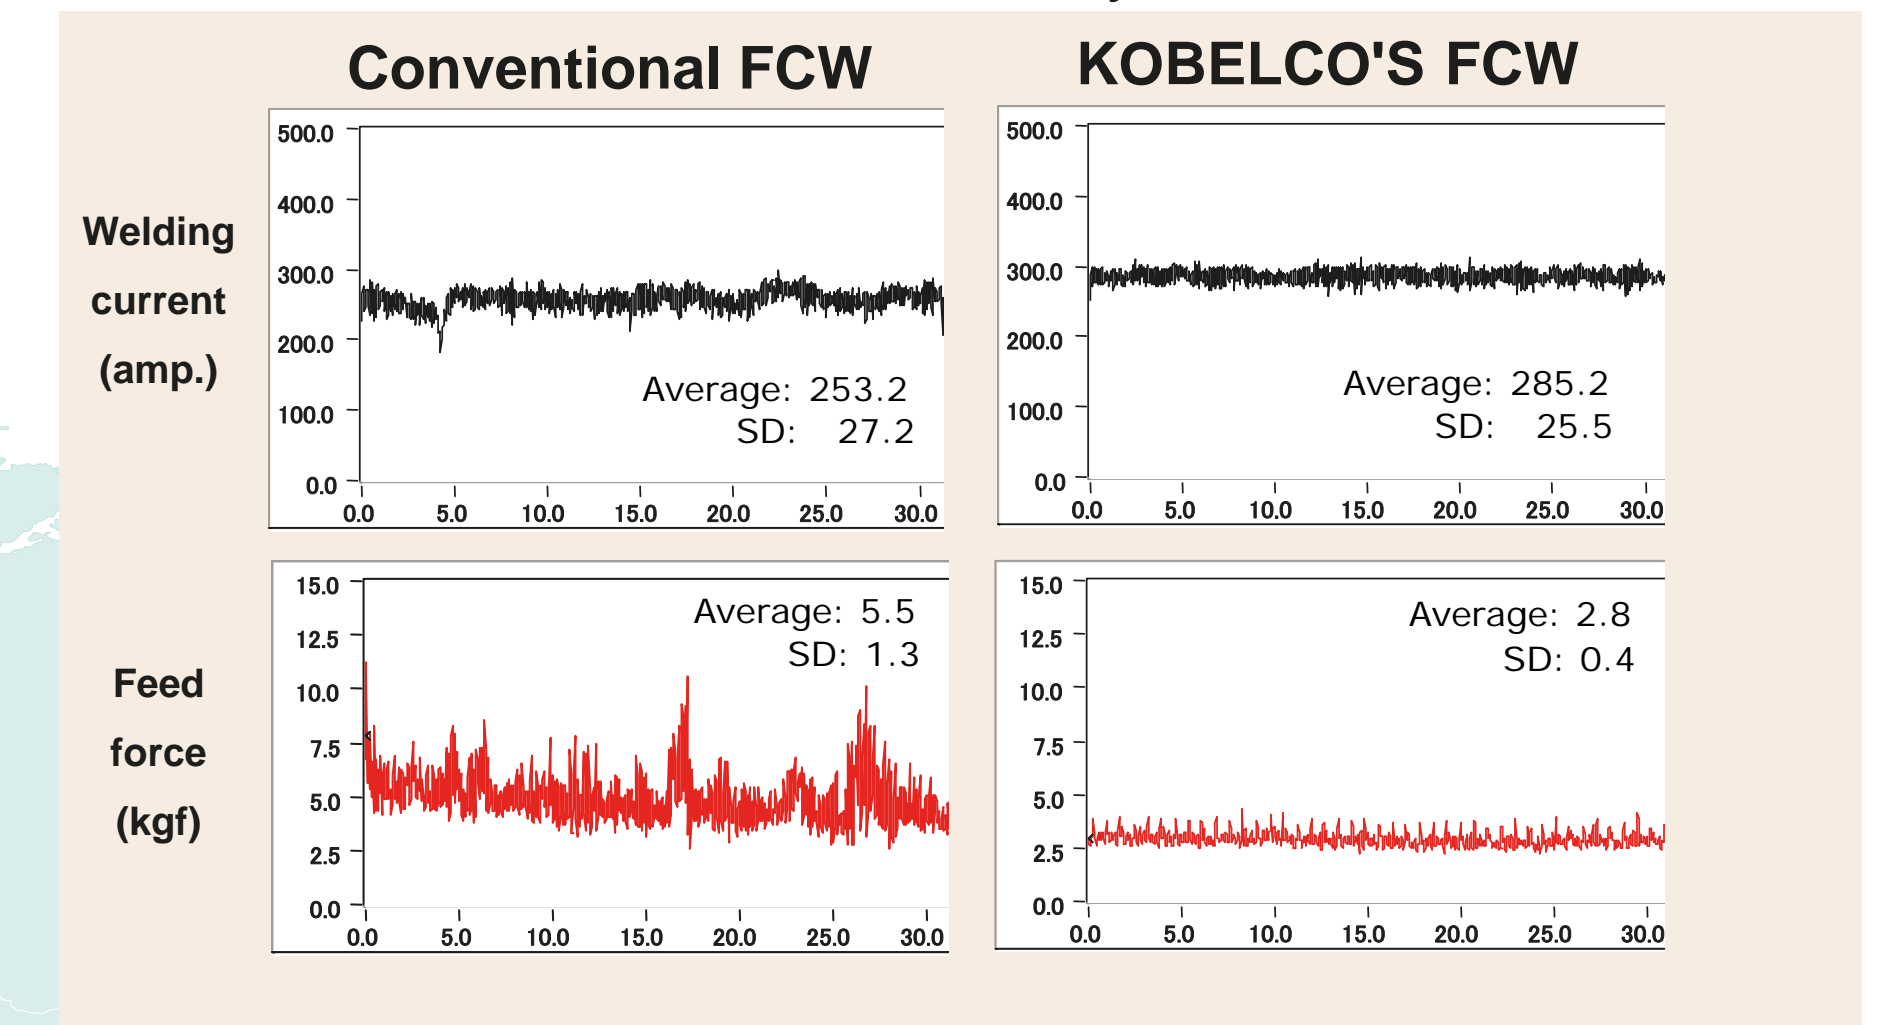 Conventional FCW
KOBELCO'S FCW
Welding
current
(amp.)
500.0
400.0
300.0
200.0
100.0
0.0
0.0 5.0 10.0 15.0 20.0 25.0 30.0
Average: 253.2
SD: 27.2
500.0
400.0
300.0
200.0
100.0
0.0
0.0 5.0 10.0 15.0 20.0 25.0 30.0
Average: 285.2
SD: 25.5
Feed
force
(kgf)
15.0
12.5
10.0
7.5
5.0
2.5
0.0
0.0 5.0 10.0 15.0 20.0 25.0 30.0
Average: 5.5
SD: 1.3
15.0
12.5
10.0
7.5
5.0
2.5
0.0
0.0 5.0 10.0 15.0 20.0 25.0 30.0
Average: 2.8
SD: 0.4